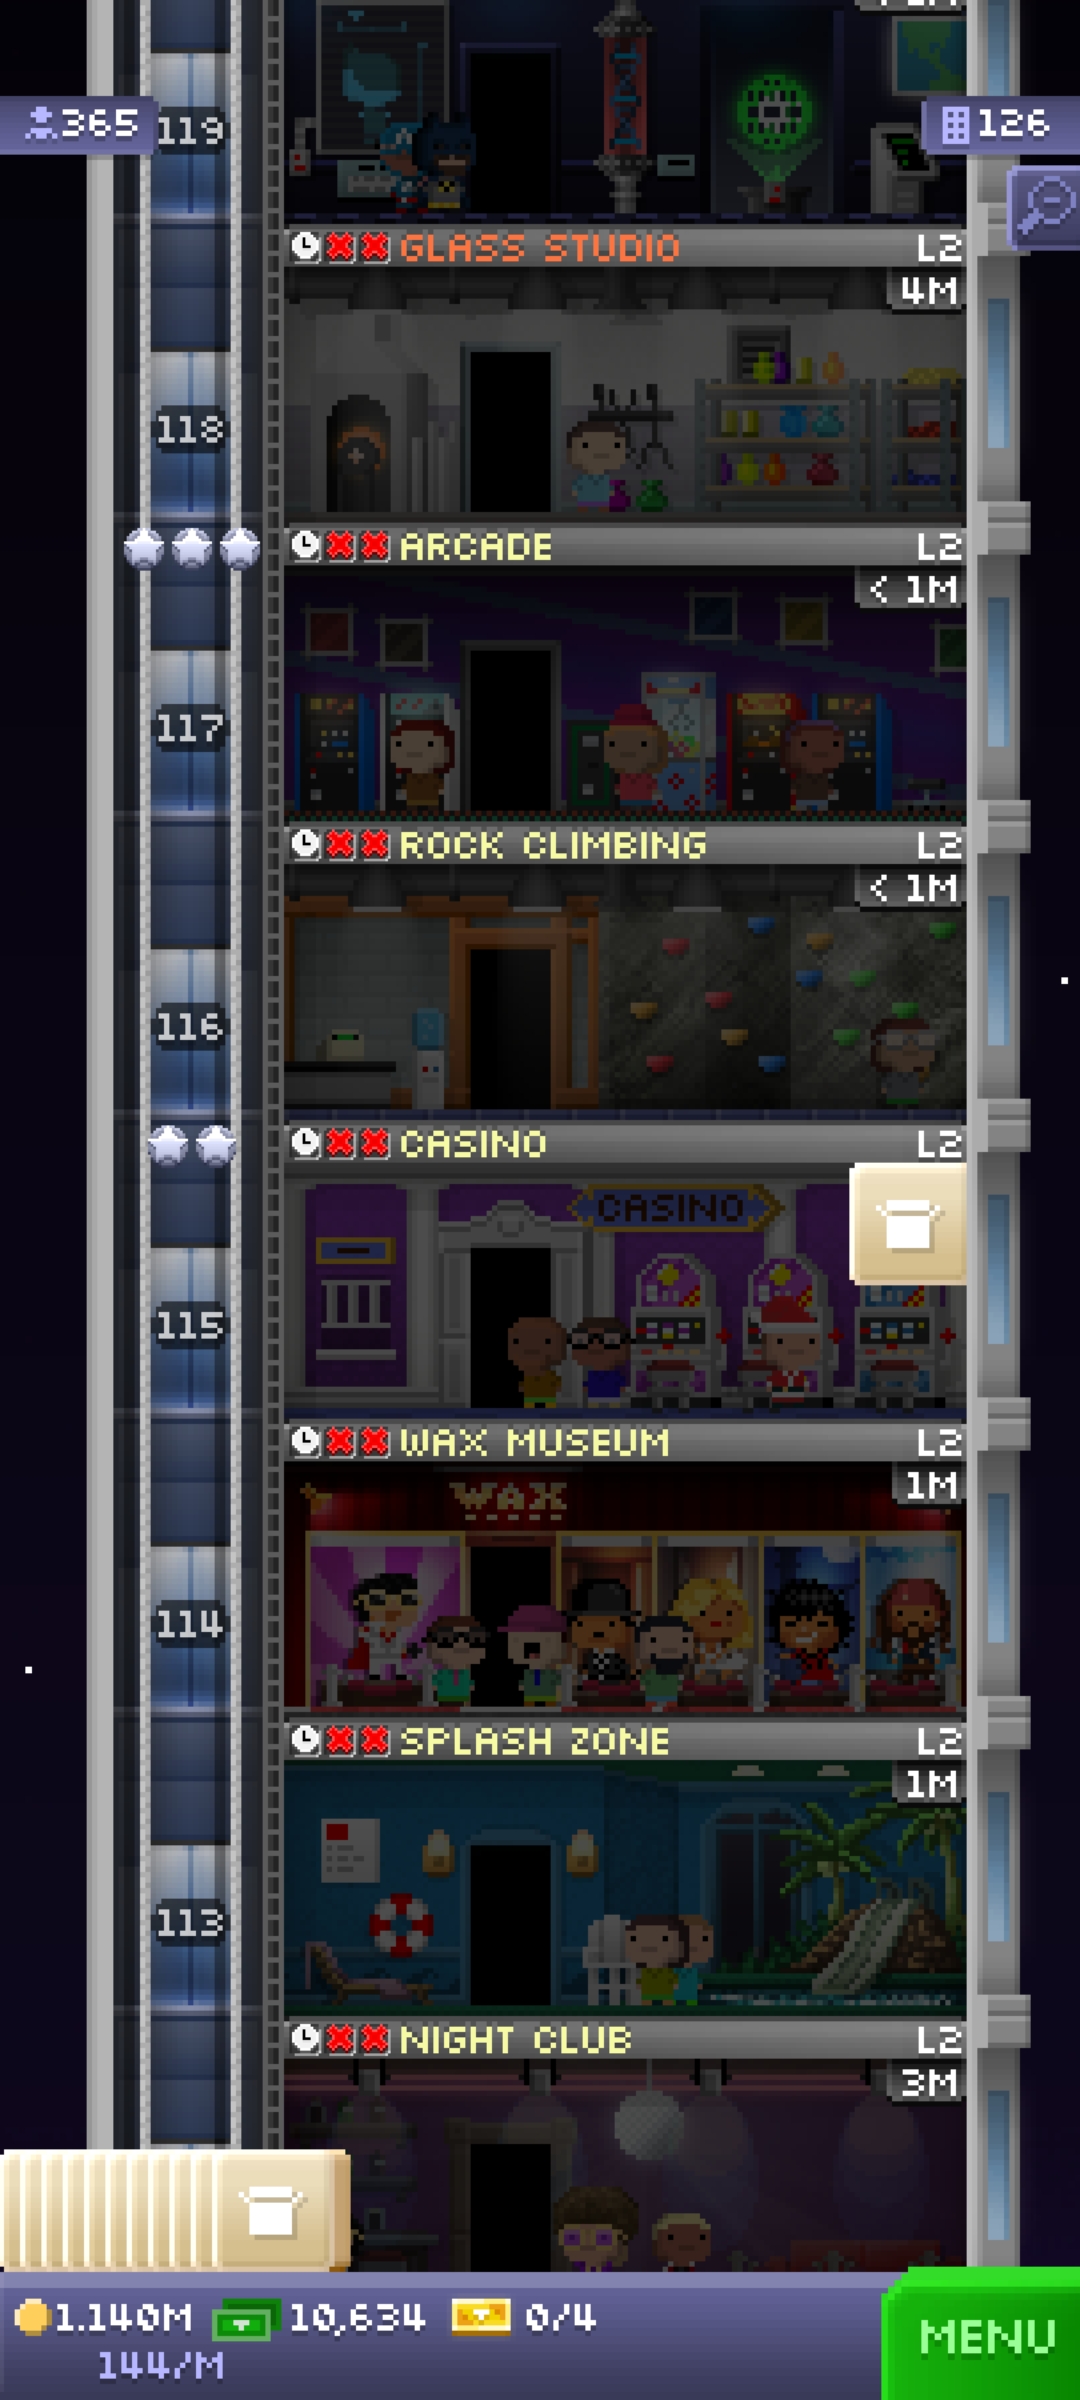 365
119
126
GLASS STUDIO L2
4M
118
ARCADE L2
< 1M
117
ROCK CLIMBING L2
< 1M
116
CASINO L2
CASINO
115
WAX MUSEUM L2
1M
WAX
114
SPLASH ZONE L2
1M
113
NIGHT CLUB L2
3M
1.140M 10,634 0/4
144/M
MENU